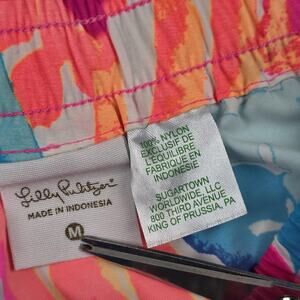 Lilly Pulitzer
MADE IN INDONESIA
M
100% NYLON
EXCLUSIF DE
L'EQUILIBRE
FABRIQUE EN
INDONESIE
SUGARTOWN
WORLDWIDE, LLC
800 THIRD AVENUE
KING OF PRUSSIA, PA